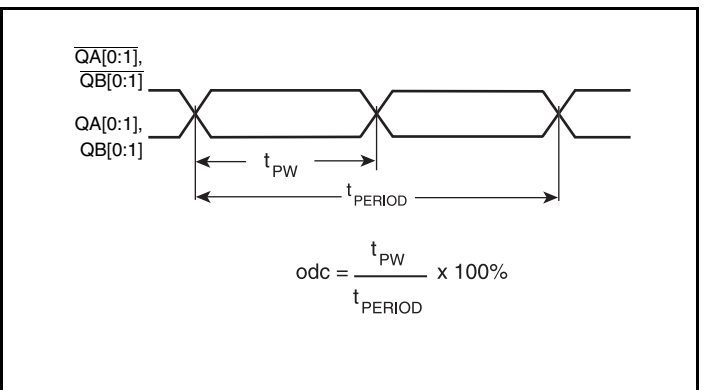 QA[0:1],
QB[0:1]
QA[0:1],
QB[0:1]
tPW
tPERIOD
odc = tPW / tPERIOD x 100%